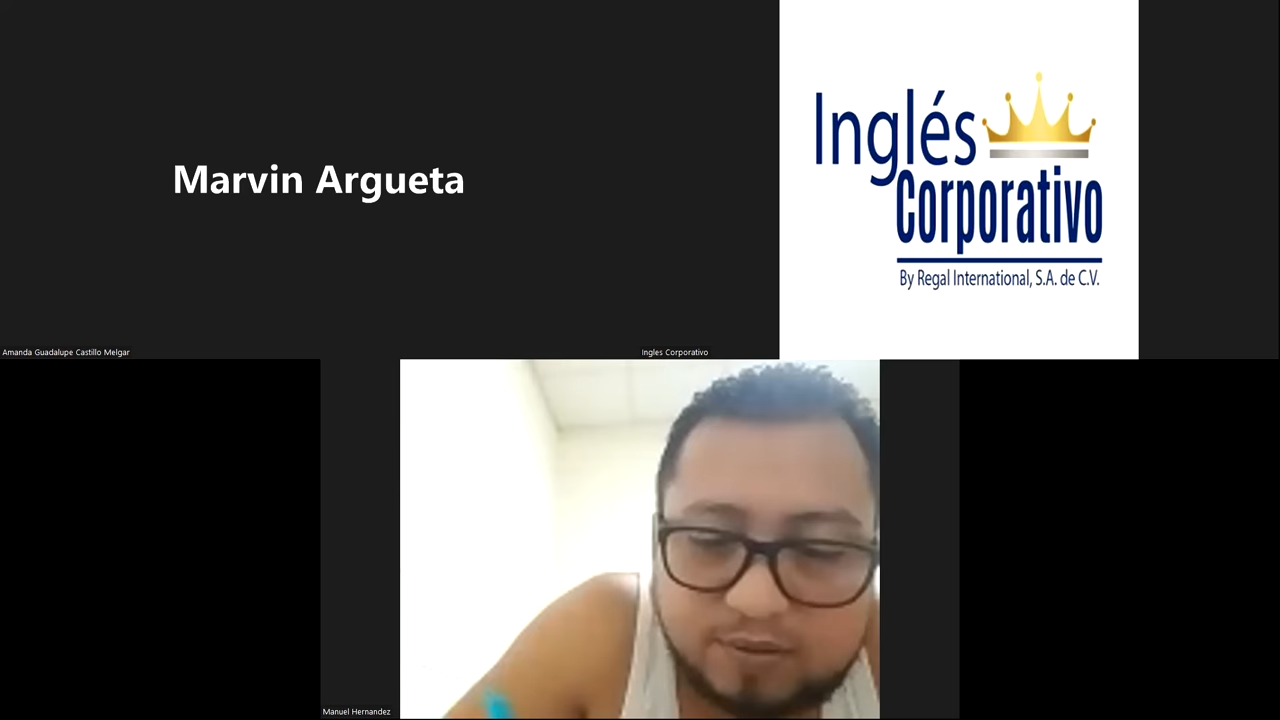 Marvin Argueta
Inglés
Corporativo
By Regal International, S.A. de C.V.
Amanda Guadalupe Castillo Melgar
Ingles Corporativo
Manuel Hernandez